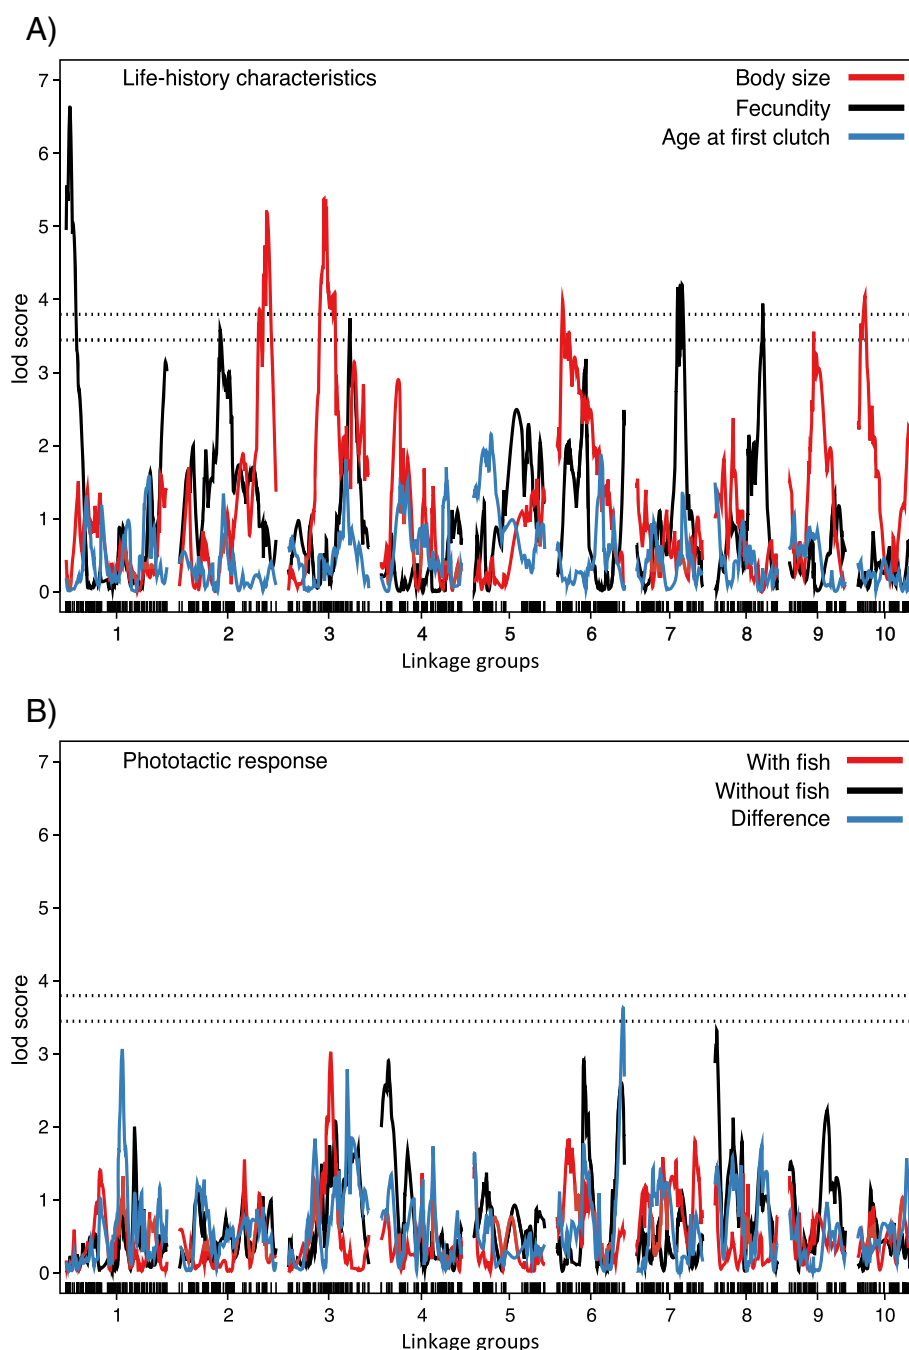 A)
Life-history characteristics
Body size
Fecundity
Age at first clutch
7
6
5
4
3
2
1
0
lod score
1 2 3 4 5 6 7 8 9 10
Linkage groups
B)
Phototactic response
With fish
Without fish
Difference
7
6
5
4
3
2
1
0
lod score
1 2 3 4 5 6 7 8 9 10
Linkage groups